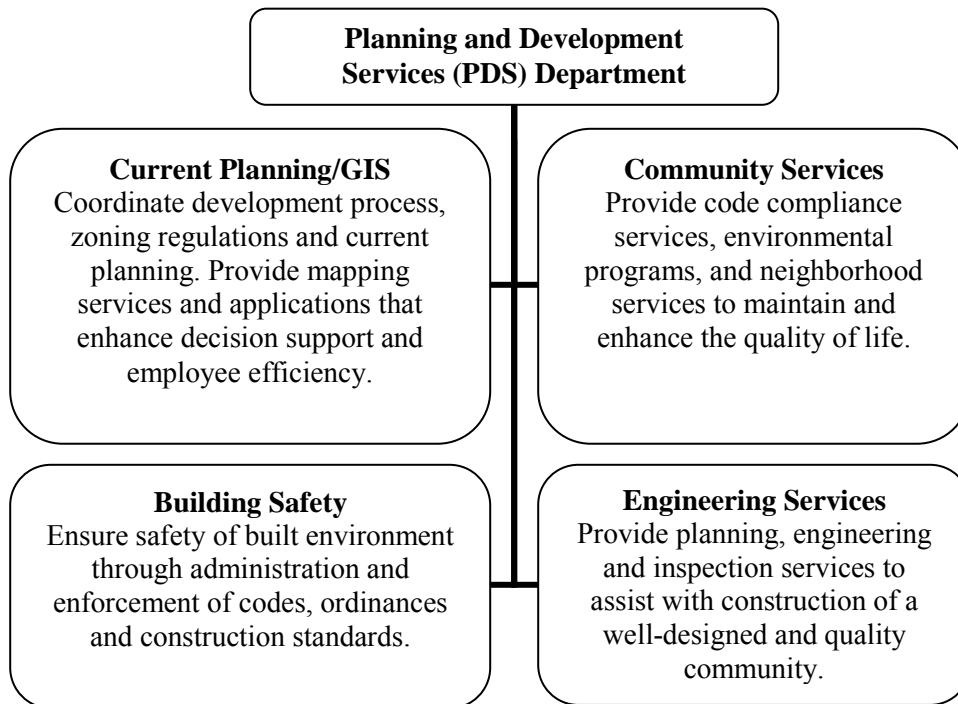 Planning and Development
Services (PDS) Department
Current Planning/GIS
Coordinate development process,
zoning regulations and current
planning. Provide mapping
services and applications that
enhance decision support and
employee efficiency.
Community Services
Provide code compliance
services, environmental
programs, and neighborhood
services to maintain and
enhance the quality of life.
Building Safety
Ensure safety of built environment
through administration and
enforcement of codes, ordinances
and construction standards.
Engineering Services
Provide planning, engineering
and inspection services to
assist with construction of a
well-designed and quality
community.